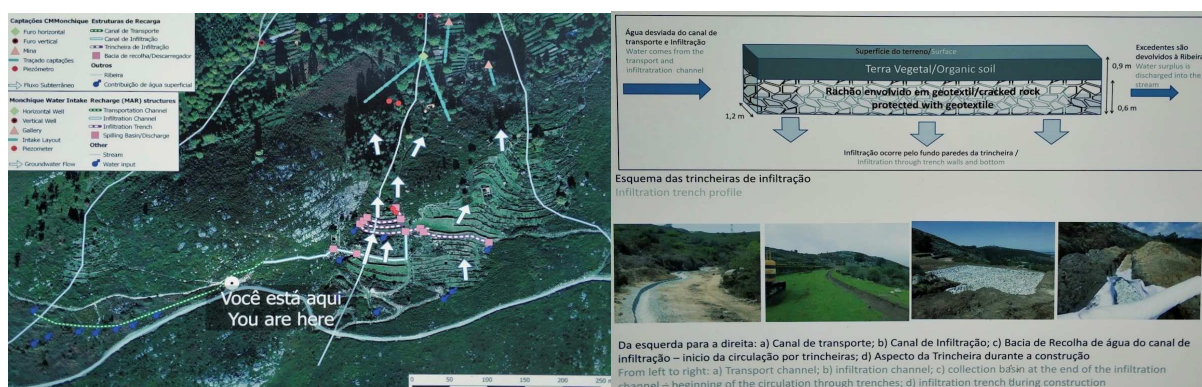 Captações CMMonchique
Furo horizontal
Furo vertical
Mina
Traçado captações
Piezómetro
Fluxo Subterrâneo
Estruturas de Recarga
Canal de Transporte
Canal de Infiltração
Trincheira de Infiltração
Bacia de recolha/Descarregador
Outros
Ribeira
Contribuição de água superficial
Monchique Water Intake
Horizontal Well
Vertical Well
Gallery
Intake Layout
Piezometer
Groundwater Flow
Recharge (MAR) structures
Transportation Channel
Infiltration Channel
Infiltration Trench
Spilling Basin/Discharge
Other
Stream
Water input
Você está aqui
You are here
0 50 100 150 200 250 m
Água desviada do canal de
transporte e Infiltração
Water comes from the
transport and
infiltratration channel
Superfície do terreno/Surface
Terra Vegetal/Organic soil
Rachão envolvido em geotextil/cracked rock
protected with geotextile
1,2 m
0,9 m
0,6 m
Excedentes são
devolvidos à Ribeira
Water surplus is
discharged into the
stream
Infiltração ocorre pelo fundo paredes da trincheira /
Infiltration through trench walls and bottom
Esquema das trincheiras de infiltração
Infiltration trench profile
Da esquerda para a direita: a) Canal de transporte; b) Canal de Infiltração; c) Bacia de Recolha de água do canal de
infiltração – inicio da circulação por trincheiras; d) Aspecto da Trincheira durante a construção
From left to right: a) Transport channel; b) infiltration channel; c) collection basin at the end of the infiltration
channel – beginning of the circulation through trenches; d) infiltration trench during construction